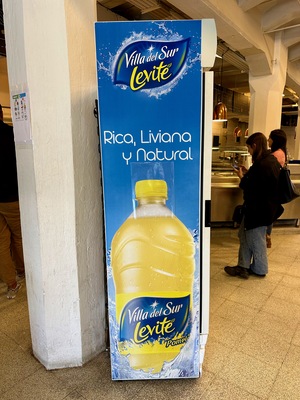 Villa del Sur
Levité
Rica, Liviana
y Natural
Villa del Sur
Levité
Pomelo